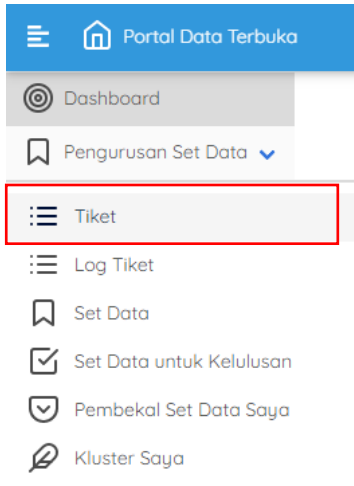 Portal Data Terbuka
Dashboard
Pengurusan Set Data
Tiket
Log Tiket
Set Data
Set Data untuk Kelulusan
Pembekal Set Data Saya
Kluster Saya